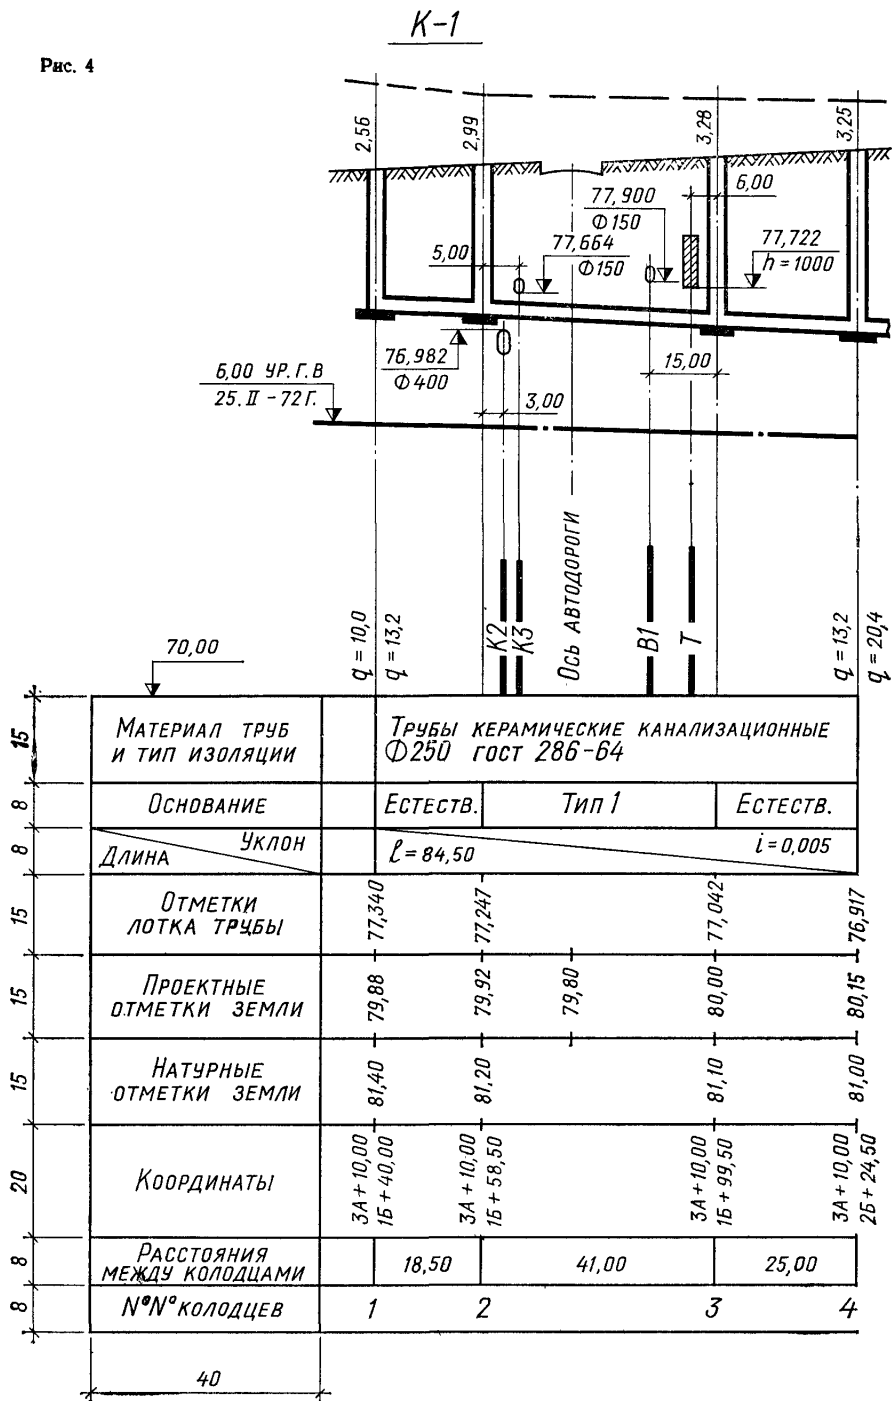 К-1
Рис. 4
2,56
2,99
3,28
3,25
6,00
77,900
Ф150
77,664
Ф150
77,722
h=1000
5,00
76,982
Ф400
15,00
6,00 УР.Г.В
25.II-72Г.
3,00
q=10,0
q=13,2
К2
К3
Ось АВТОДОРОГИ
В1
Т
q=13,2
q=20,4
70,00
15
МАТЕРИАЛ ТРУБ
И ТИП ИЗОЛЯЦИИ
ТРУБЫ КЕРАМИЧЕСКИЕ КАНАЛИЗАЦИОННЫЕ
Ф250 ГОСТ 286-64
8
ОСНОВАНИЕ
ЕСТЕСТВ.
ТИП 1
ЕСТЕСТВ.
8
УКЛОН
ДЛИНА
ℓ=84,50
i=0,005
15
ОТМЕТКИ
ЛОТКА ТРУБЫ
77,340
77,247
77,042
76,917
15
ПРОЕКТНЫЕ
ОТМЕТКИ ЗЕМЛИ
79,88
79,92
79,80
80,00
80,15
15
НАТУРНЫЕ
ОТМЕТКИ ЗЕМЛИ
81,40
81,20
81,10
81,00
20
КООРДИНАТЫ
3А+10,00
1Б+40,00
3А+10,00
1Б+58,50
3А+10,00
1Б+99,50
3А+10,00
2Б+24,50
8
РАССТОЯНИЯ
МЕЖДУ КОЛОДЦАМИ
18,50
41,00
25,00
8
N°N° КОЛОДЦЕВ
1
2
3
4
40